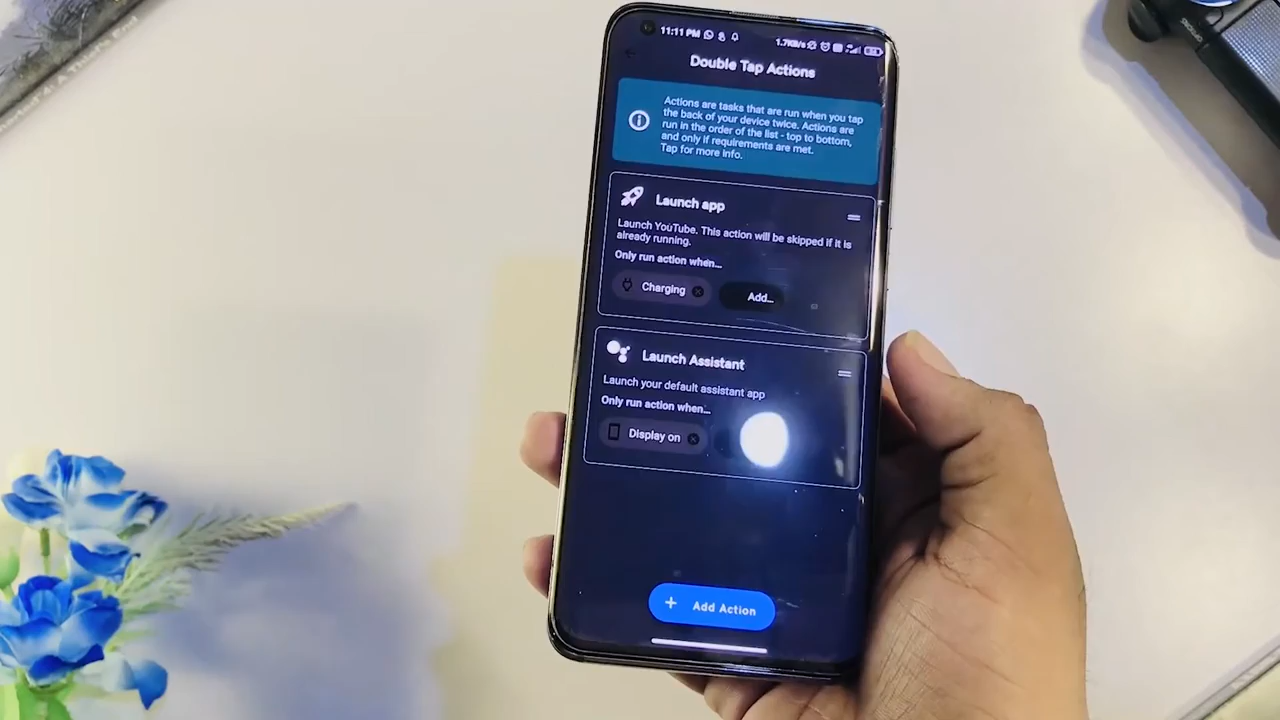 11:11 PM
1.7KB/s
Double Tap Actions
Actions are tasks that are run when you tap
the back of your device twice. Actions are
run in the order of the list - top to bottom,
and only if requirements are met.
Tap for more info.
Launch app
Launch YouTube. This action will be skipped if it is
already running.
Only run action when...
Charging
Add...
Launch Assistant
Launch your default assistant app
Only run action when...
Display on
+ Add Action
OPTIONS